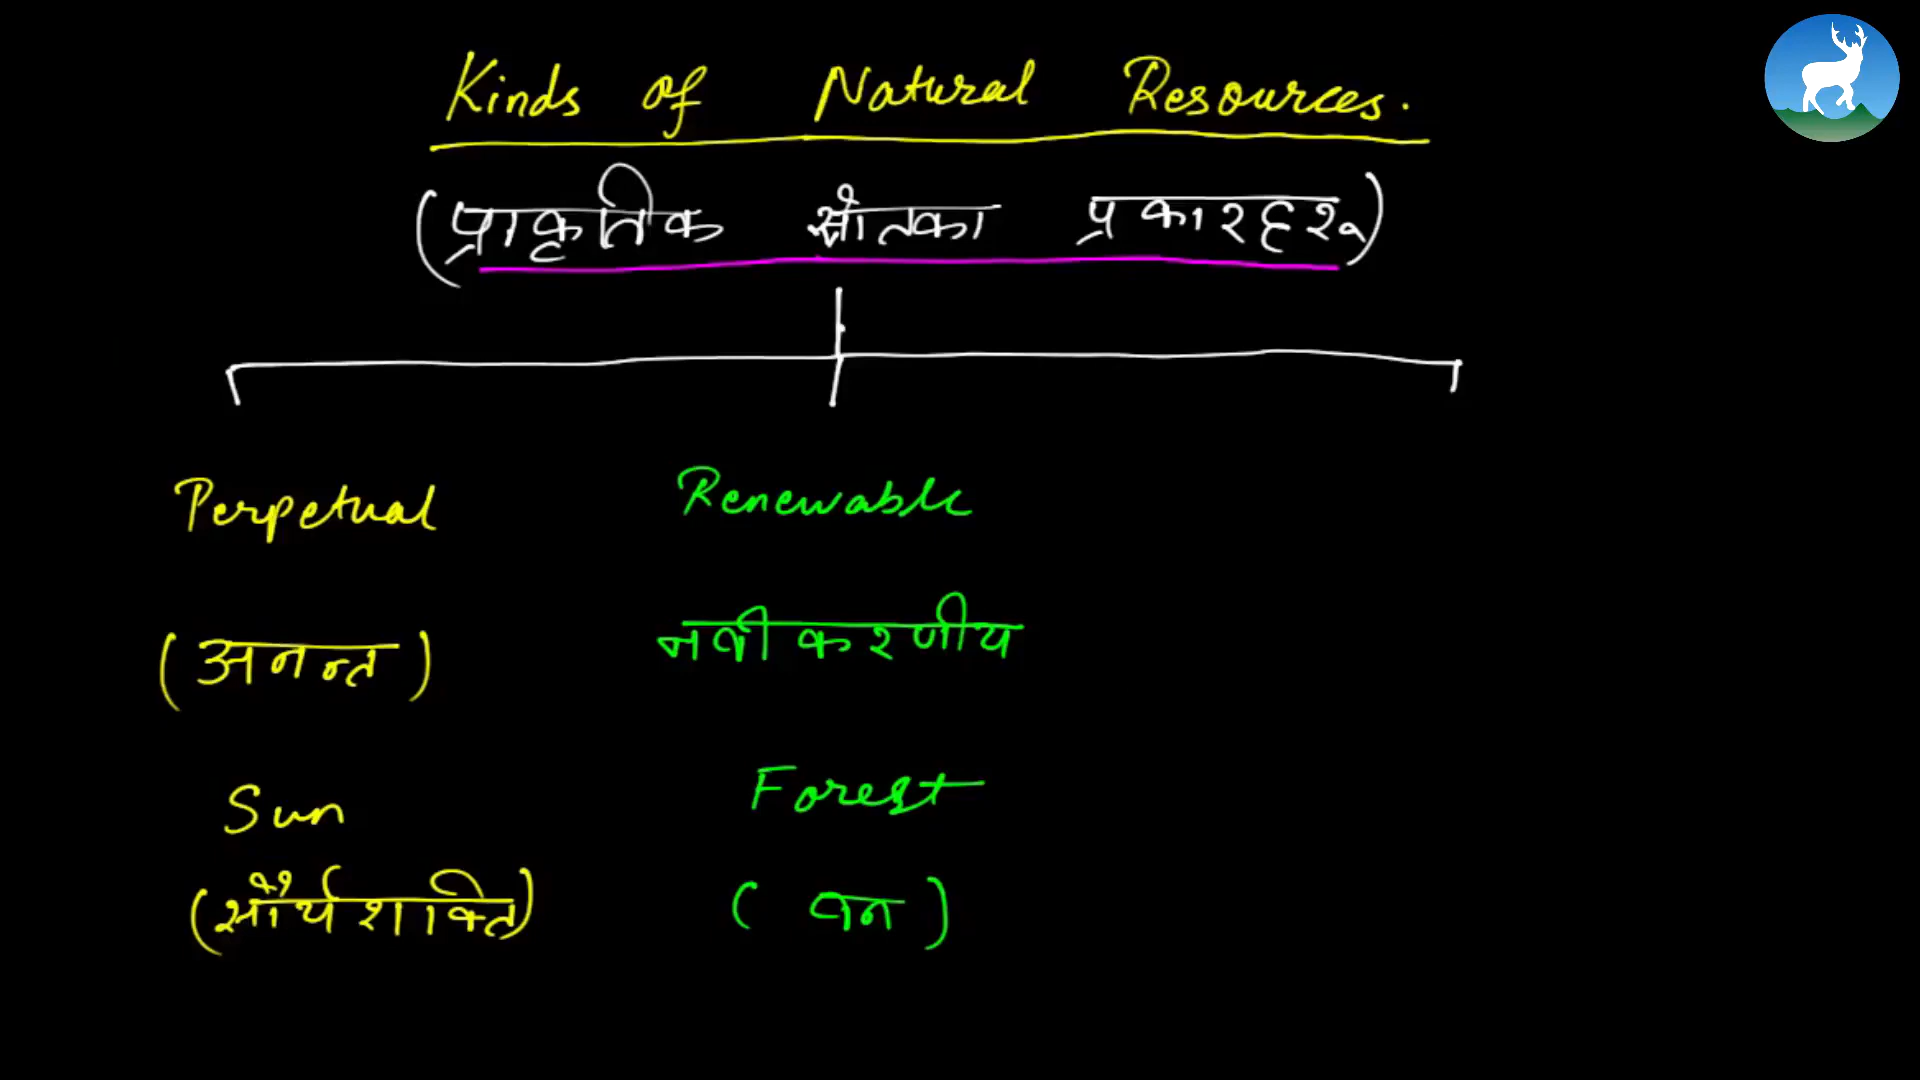 Kinds of Natural Resources.
(प्राकृतिक स्रोतका प्रकारहरू)
Perpetual Renewable
(अनन्त) नवीकरणीय
Sun Forest
(सौर्य शक्ति) (वन)